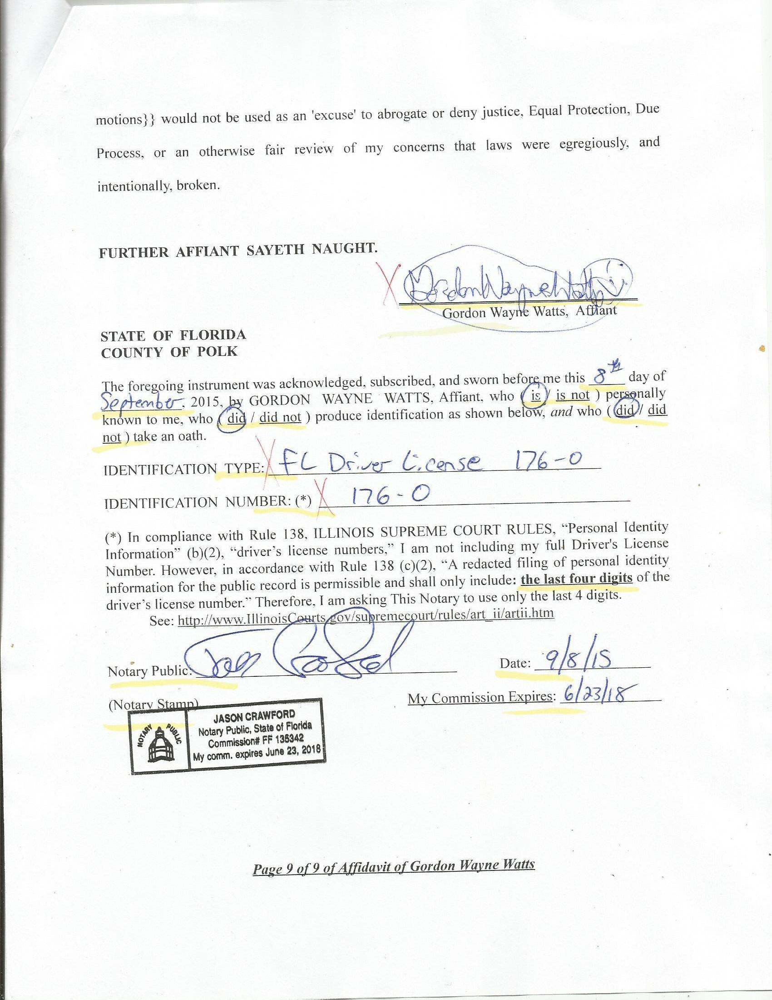 motions}} would not be used as an 'excuse' to abrogate or deny justice, Equal Protection, Due
Process, or an otherwise fair review of my concerns that laws were egregiously, and
intentionally, broken.
FURTHER AFFIANT SAYETH NAUGHT.
X Gordon Wayne Watts
Gordon Wayne Watts, Affiant
STATE OF FLORIDA
COUNTY OF POLK
The foregoing instrument was acknowledged, subscribed, and sworn before me this 8th day of
September, 2015, by GORDON WAYNE WATTS, Affiant, who ( is / is not ) personally
known to me, who ( did / did not ) produce identification as shown below, and who ( did / did
not ) take an oath.
IDENTIFICATION TYPE: X FL Driver License 176-0
IDENTIFICATION NUMBER: (*) X 176-0
(*) In compliance with Rule 138, ILLINOIS SUPREME COURT RULES, “Personal Identity
Information” (b)(2), “driver’s license numbers,” I am not including my full Driver's License
Number. However, in accordance with Rule 138 (c)(2), “A redacted filing of personal identity
information for the public record is permissible and shall only include: the last four digits of the
driver’s license number.” Therefore, I am asking This Notary to use only the last 4 digits.
See: http://www.IllinoisCourts.gov/supremecourt/rules/art_ii/artii.htm
Notary Public: Date: 9/8/15
(Notary Stamp) My Commission Expires: 6/23/18
NOTARY PUBLIC
JASON CRAWFORD
Notary Public, State of Florida
Commission# FF 135342
My comm. expires June 23, 2018
Page 9 of 9 of Affidavit of Gordon Wayne Watts